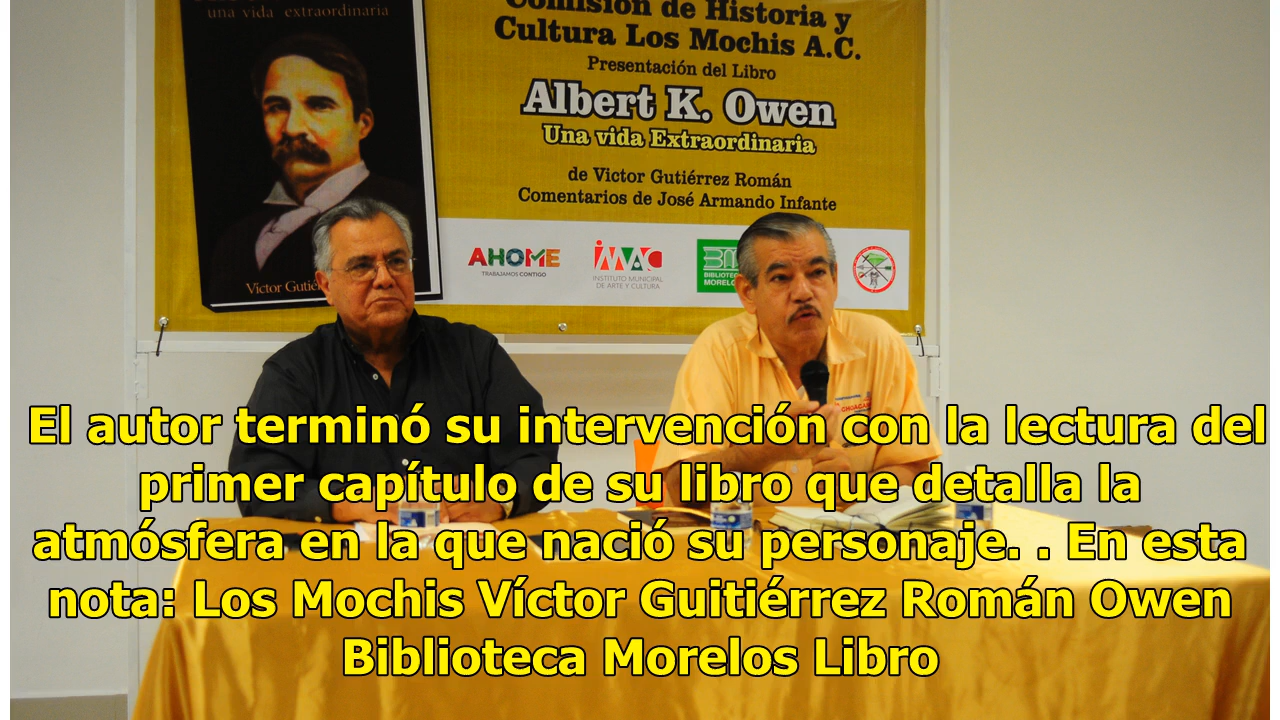 una vida extraordinaria
Comisión de Historia y
Cultura Los Mochis A.C.
Presentación del Libro
Albert K. Owen
Una vida Extraordinaria
de Victor Gutiérrez Román
Comentarios de José Armando Infante
AHOME
TRABAJAMOS CONTIGO
IMAC
INSTITUTO MUNICIPAL
DE ARTE Y CULTURA
BM
Victor
El autor terminó su intervención con la lectura del
primer capítulo de su libro que detalla la
atmósfera en la que nació su personaje. . En esta
nota: Los Mochis Víctor Guitiérrez Román Owen
Biblioteca Morelos Libro